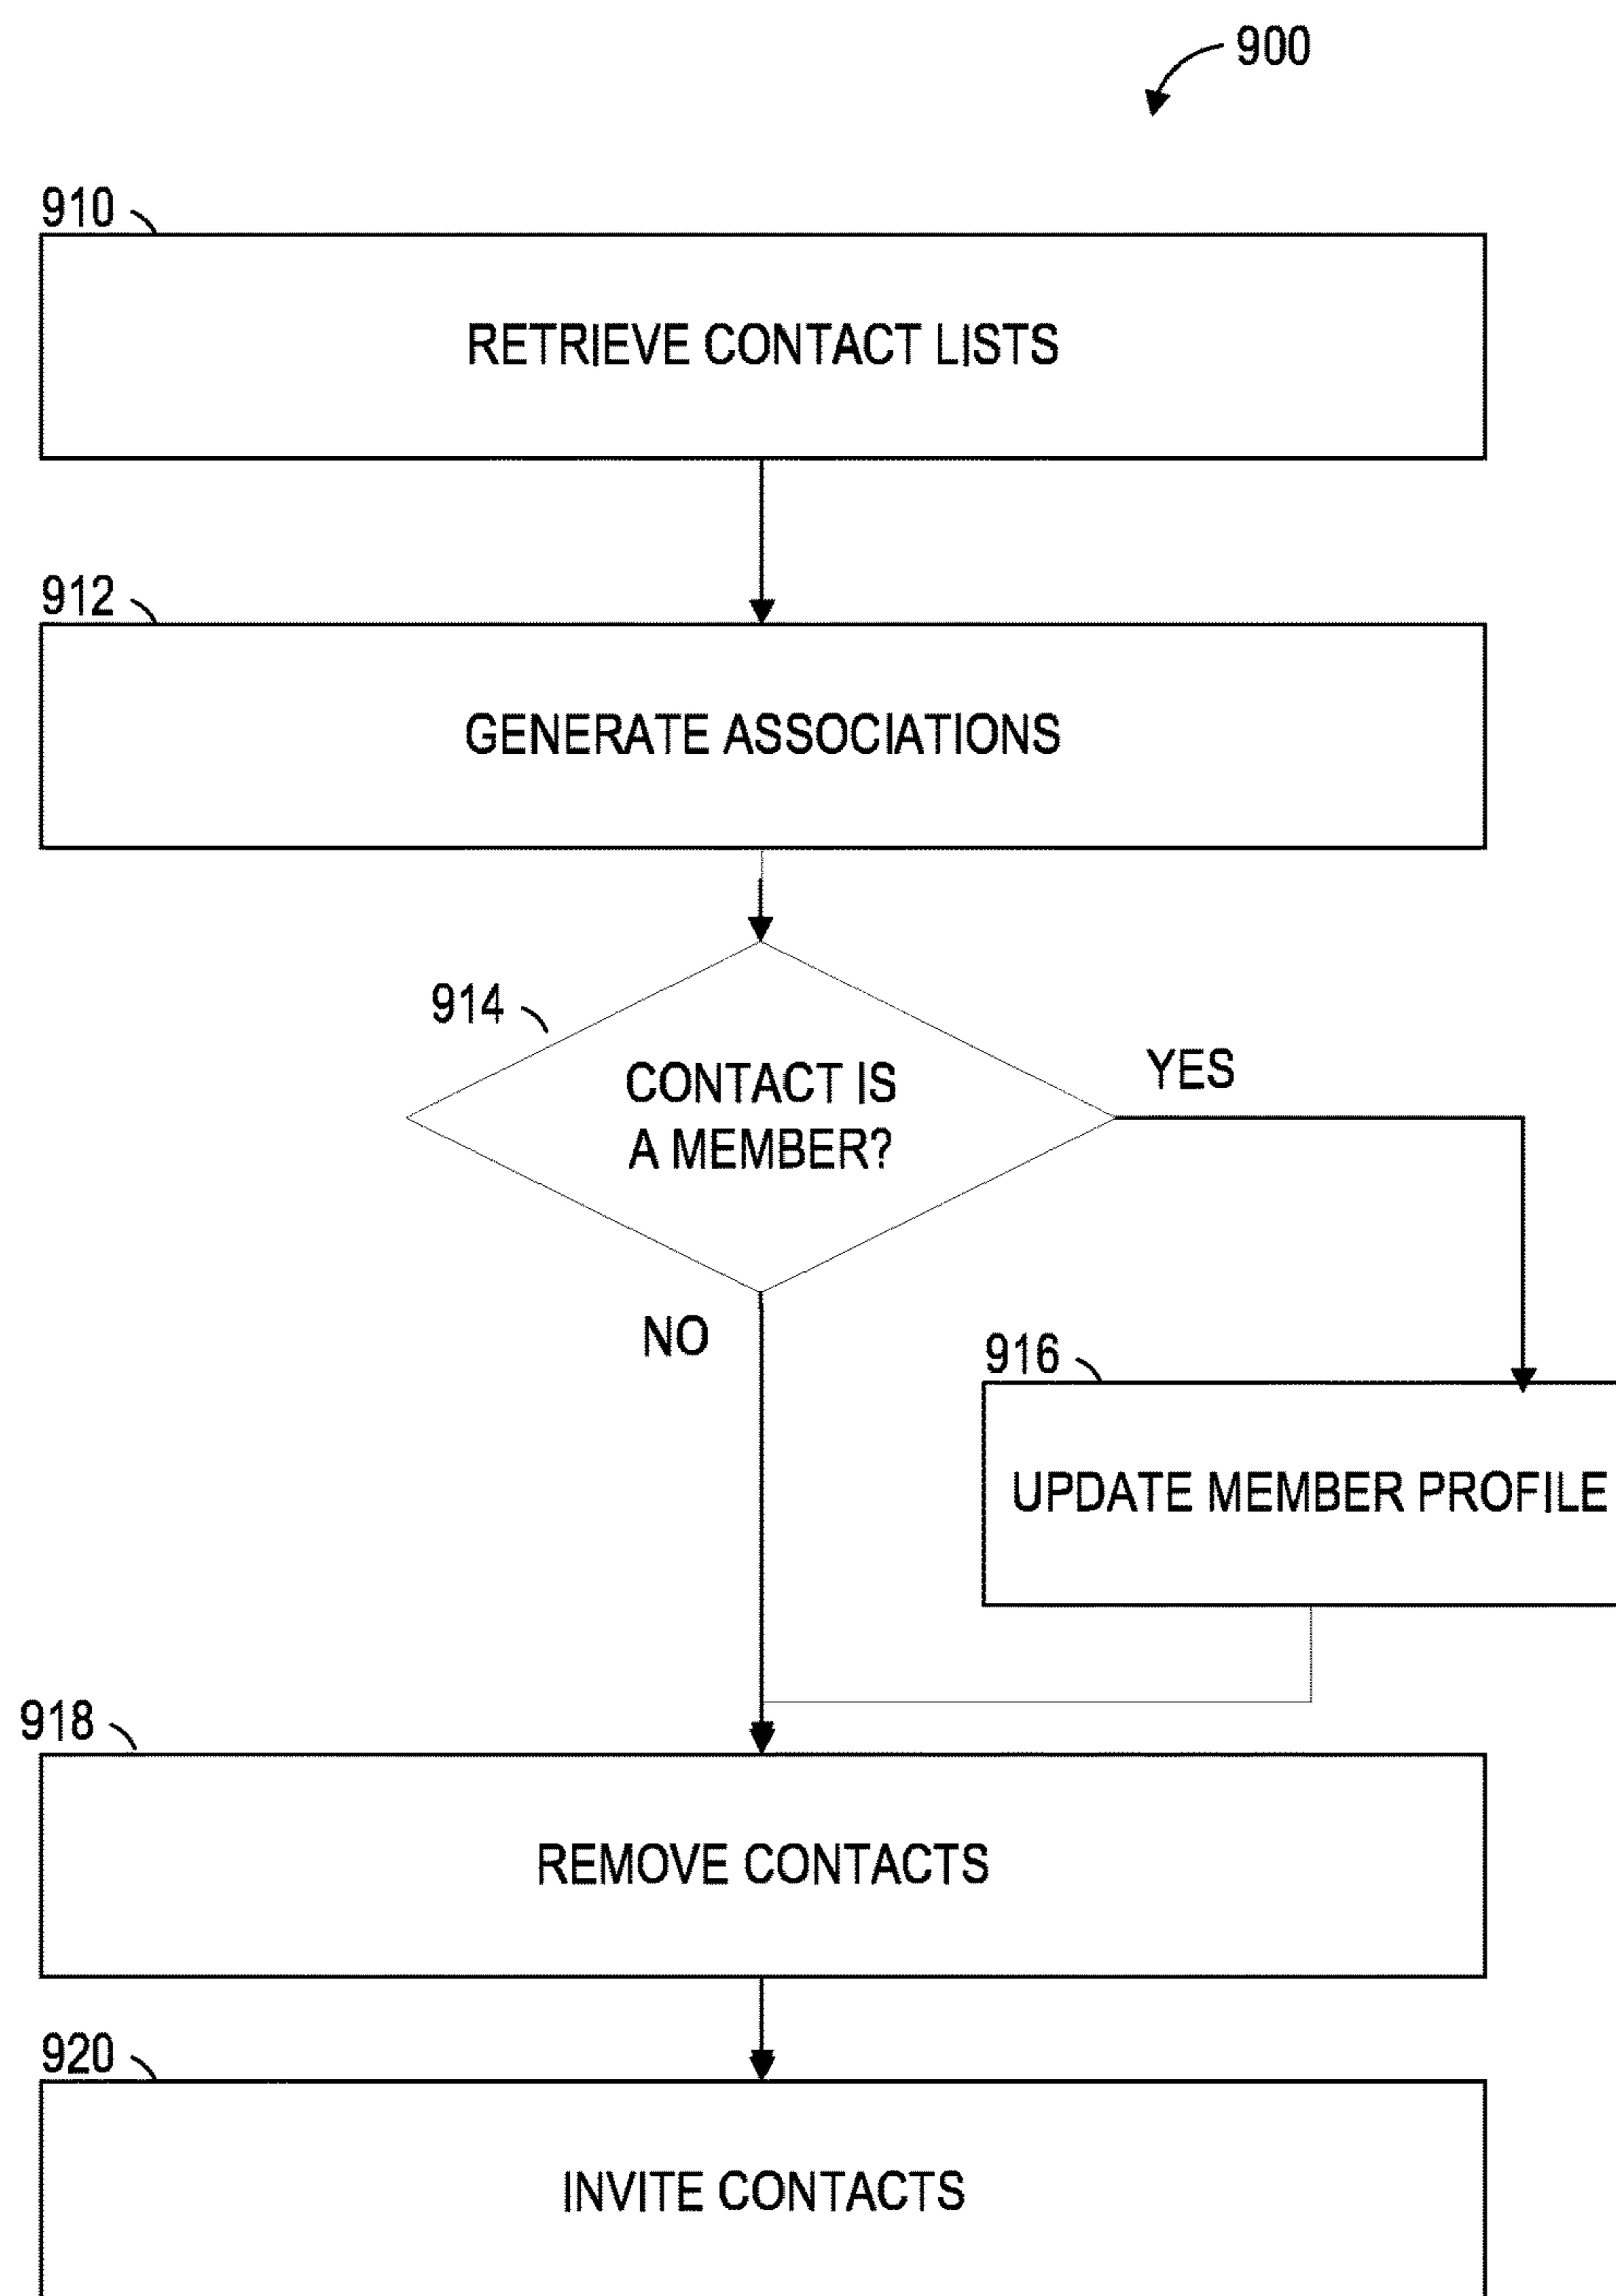 900
910
RETRIEVE CONTACT LISTS
912
GENERATE ASSOCIATIONS
914
CONTACT IS
A MEMBER?
YES
NO
916
UPDATE MEMBER PROFILE
918
REMOVE CONTACTS
920
INVITE CONTACTS